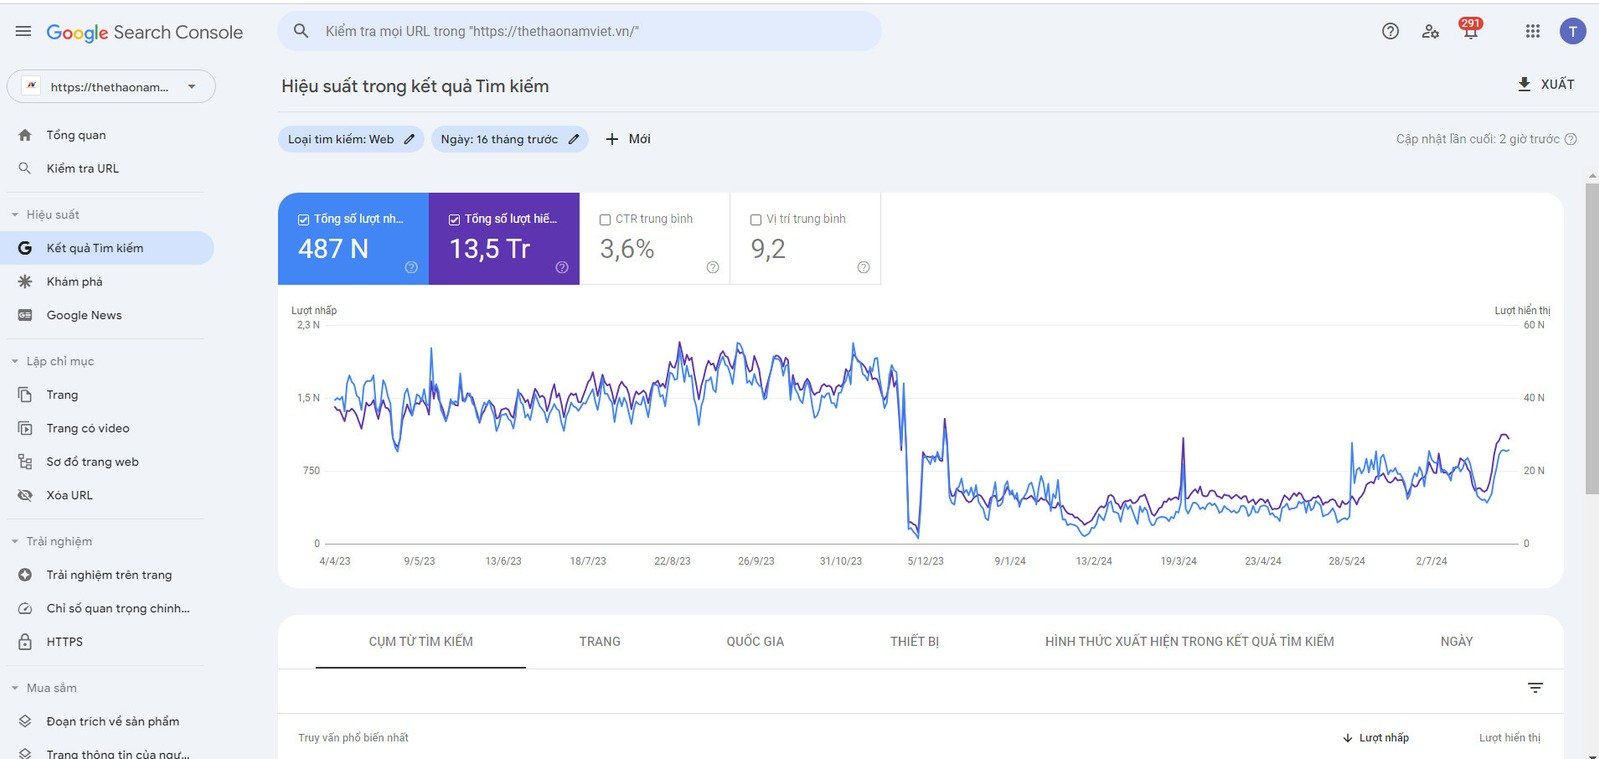 Google Search Console
Kiểm tra mọi URL trong "https://thethaonamviet.vn/"
291
T
https://thethaonam...
Hiệu suất trong kết quả Tìm kiếm
XUẤT
Loại tìm kiếm: Web
Ngày: 16 tháng trước
Mới
Cập nhật lần cuối: 2 giờ trước
Tổng quan
Kiểm tra URL
Hiệu suất
Kết quả Tìm kiếm
Khám phá
Google News
Lập chỉ mục
Trang
Trang có video
Sơ đồ trang web
Xóa URL
Trải nghiệm
Trải nghiệm trên trang
Chỉ số quan trọng chính...
HTTPS
Mua sắm
Đoạn trích về sản phẩm
Trang thông tin của ngư...
Tổng số lượt nh...
487 N
Tổng số lượt hiể...
13,5 Tr
CTR trung bình
3,6%
Vị trí trung bình
9,2
Lượt nhấp
Lượt hiển thị
2,3 N
60 N
1,5 N
40 N
750
20 N
0
0
4/4/23
9/5/23
13/6/23
18/7/23
22/8/23
26/9/23
31/10/23
5/12/23
9/1/24
13/2/24
19/3/24
23/4/24
28/5/24
2/7/24
CỤM TỪ TÌM KIẾM
TRANG
QUỐC GIA
THIẾT BỊ
HÌNH THỨC XUẤT HIỆN TRONG KẾT QUẢ TÌM KIẾM
NGÀY
Truy vấn phổ biến nhất
Lượt nhấp
Lượt hiển thị